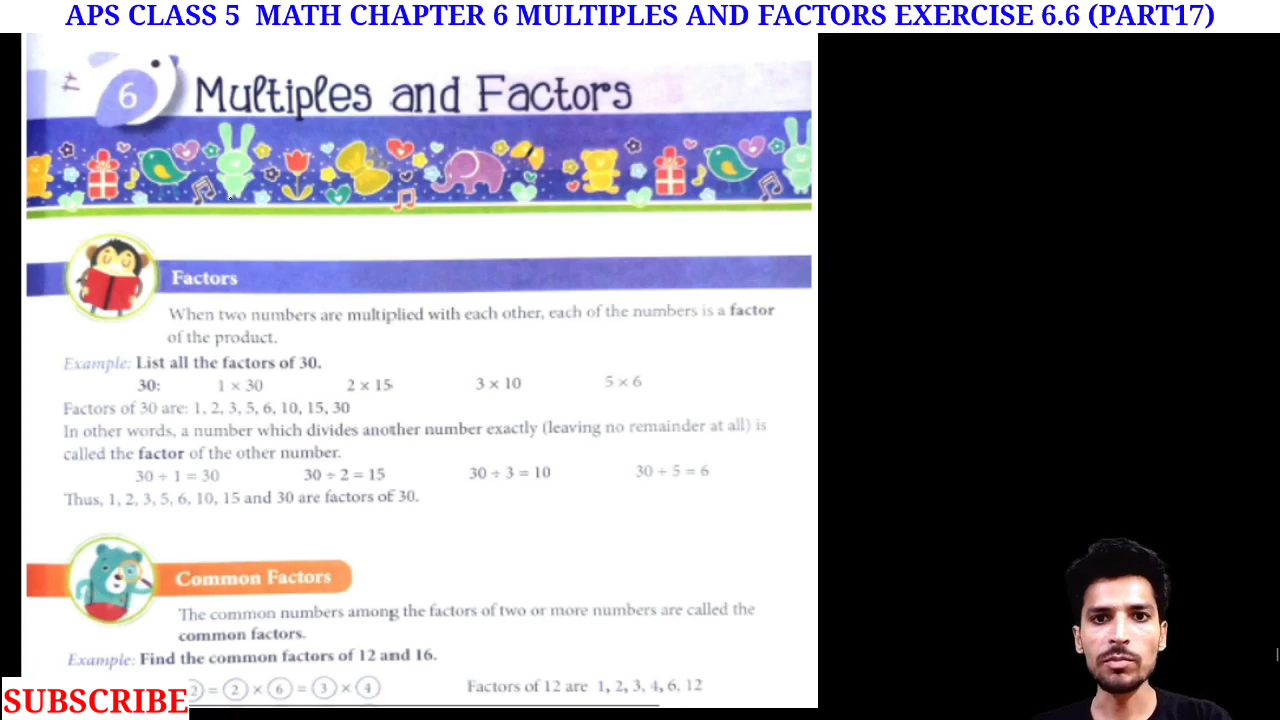 APS CLASS 5 MATH CHAPTER 6 MULTIPLES AND FACTORS EXERCISE 6.6 (PART17)
6
Multiples and Factors
Factors
When two numbers are multiplied with each other, each of the numbers is a factor
of the product.
Example: List all the factors of 30.
30: 1 × 30 2 × 15 3 × 10 5 × 6
Factors of 30 are: 1, 2, 3, 5, 6, 10, 15, 30
In other words, a number which divides another number exactly (leaving no remainder at all) is
called the factor of the other number.
30 ÷ 1 = 30 30 ÷ 2 = 15 30 ÷ 3 = 10 30 ÷ 5 = 6
Thus, 1, 2, 3, 5, 6, 10, 15 and 30 are factors of 30.
Common Factors
The common numbers among the factors of two or more numbers are called the
common factors.
Example: Find the common factors of 12 and 16.
2 = 2 × 6 = 3 × 4 Factors of 12 are 1, 2, 3, 4, 6, 12
SUBSCRIBE